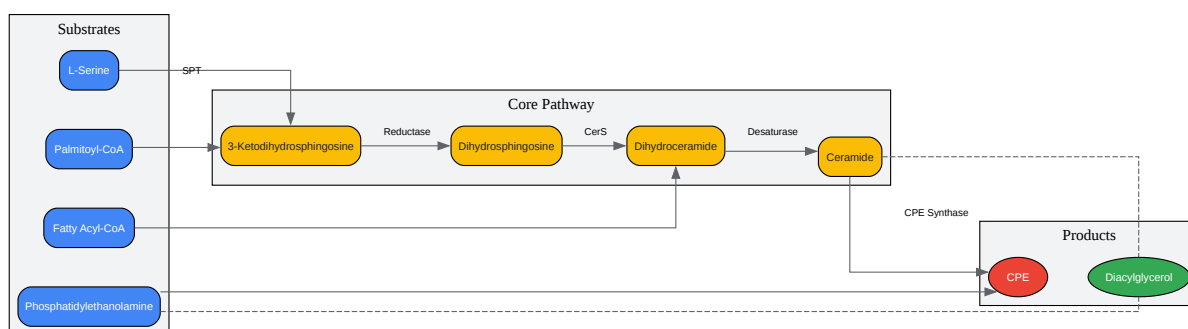 Substrates
L-Serine
SPT
Core Pathway
Palmitoyl-CoA
3-Ketodihydrosphingosine
Reductase
Dihydrosphingosine
CerS
Dihydroceramide
Desaturase
Ceramide
Fatty Acyl-CoA
CPE Synthase
Products
CPE
Diacylglycerol
Phosphatidylethanolamine